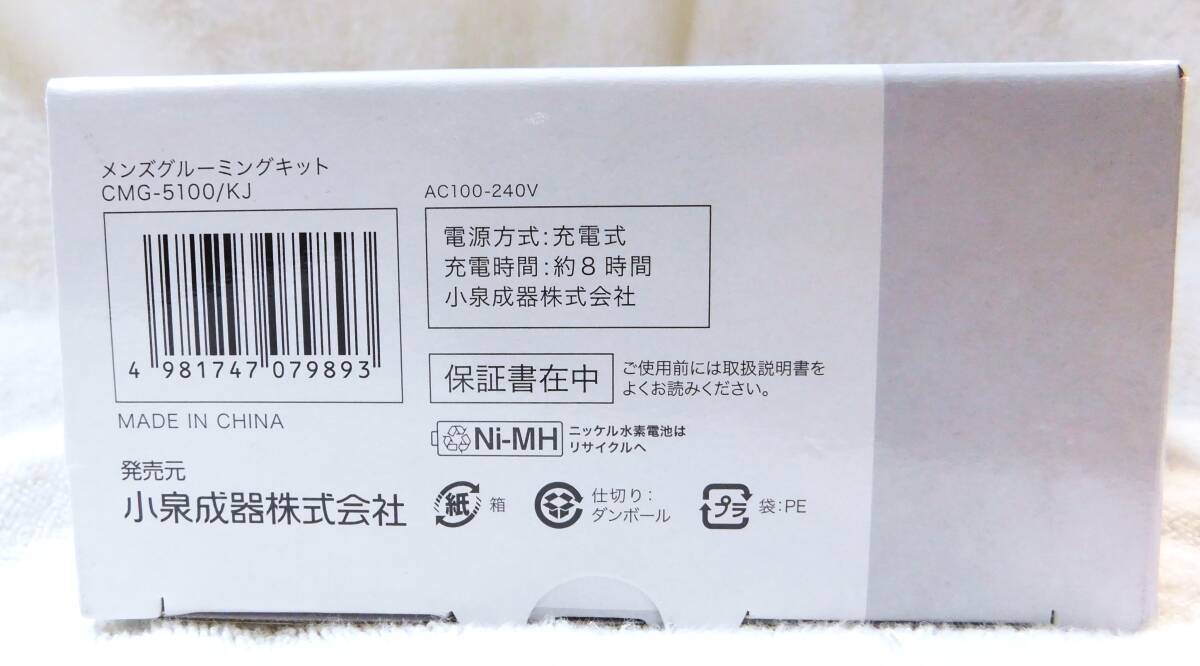 メンズグルーミングキット
CMG-5100/KJ
4 981747 079893
MADE IN CHINA
発売元
小泉成器株式会社
AC100-240V
電源方式:充電式
充電時間:約8時間
小泉成器株式会社
保証書在中
ご使用前には取扱説明書を
よくお読みください。
Ni-MH
ニッケル水素電池は
リサイクルへ
紙
箱
仕切り:
ダンボール
プラ
袋:PE